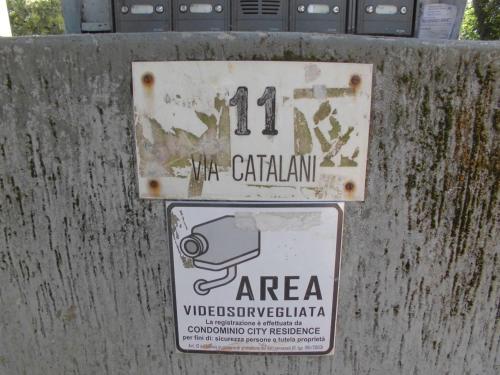 11
VIA CATALANI
AREA
VIDEOSORVEGLIATA
La registrazione è effettuata da
CONDOMINIO CITY RESIDENCE
per fini di: sicurezza persone e tutela proprietà